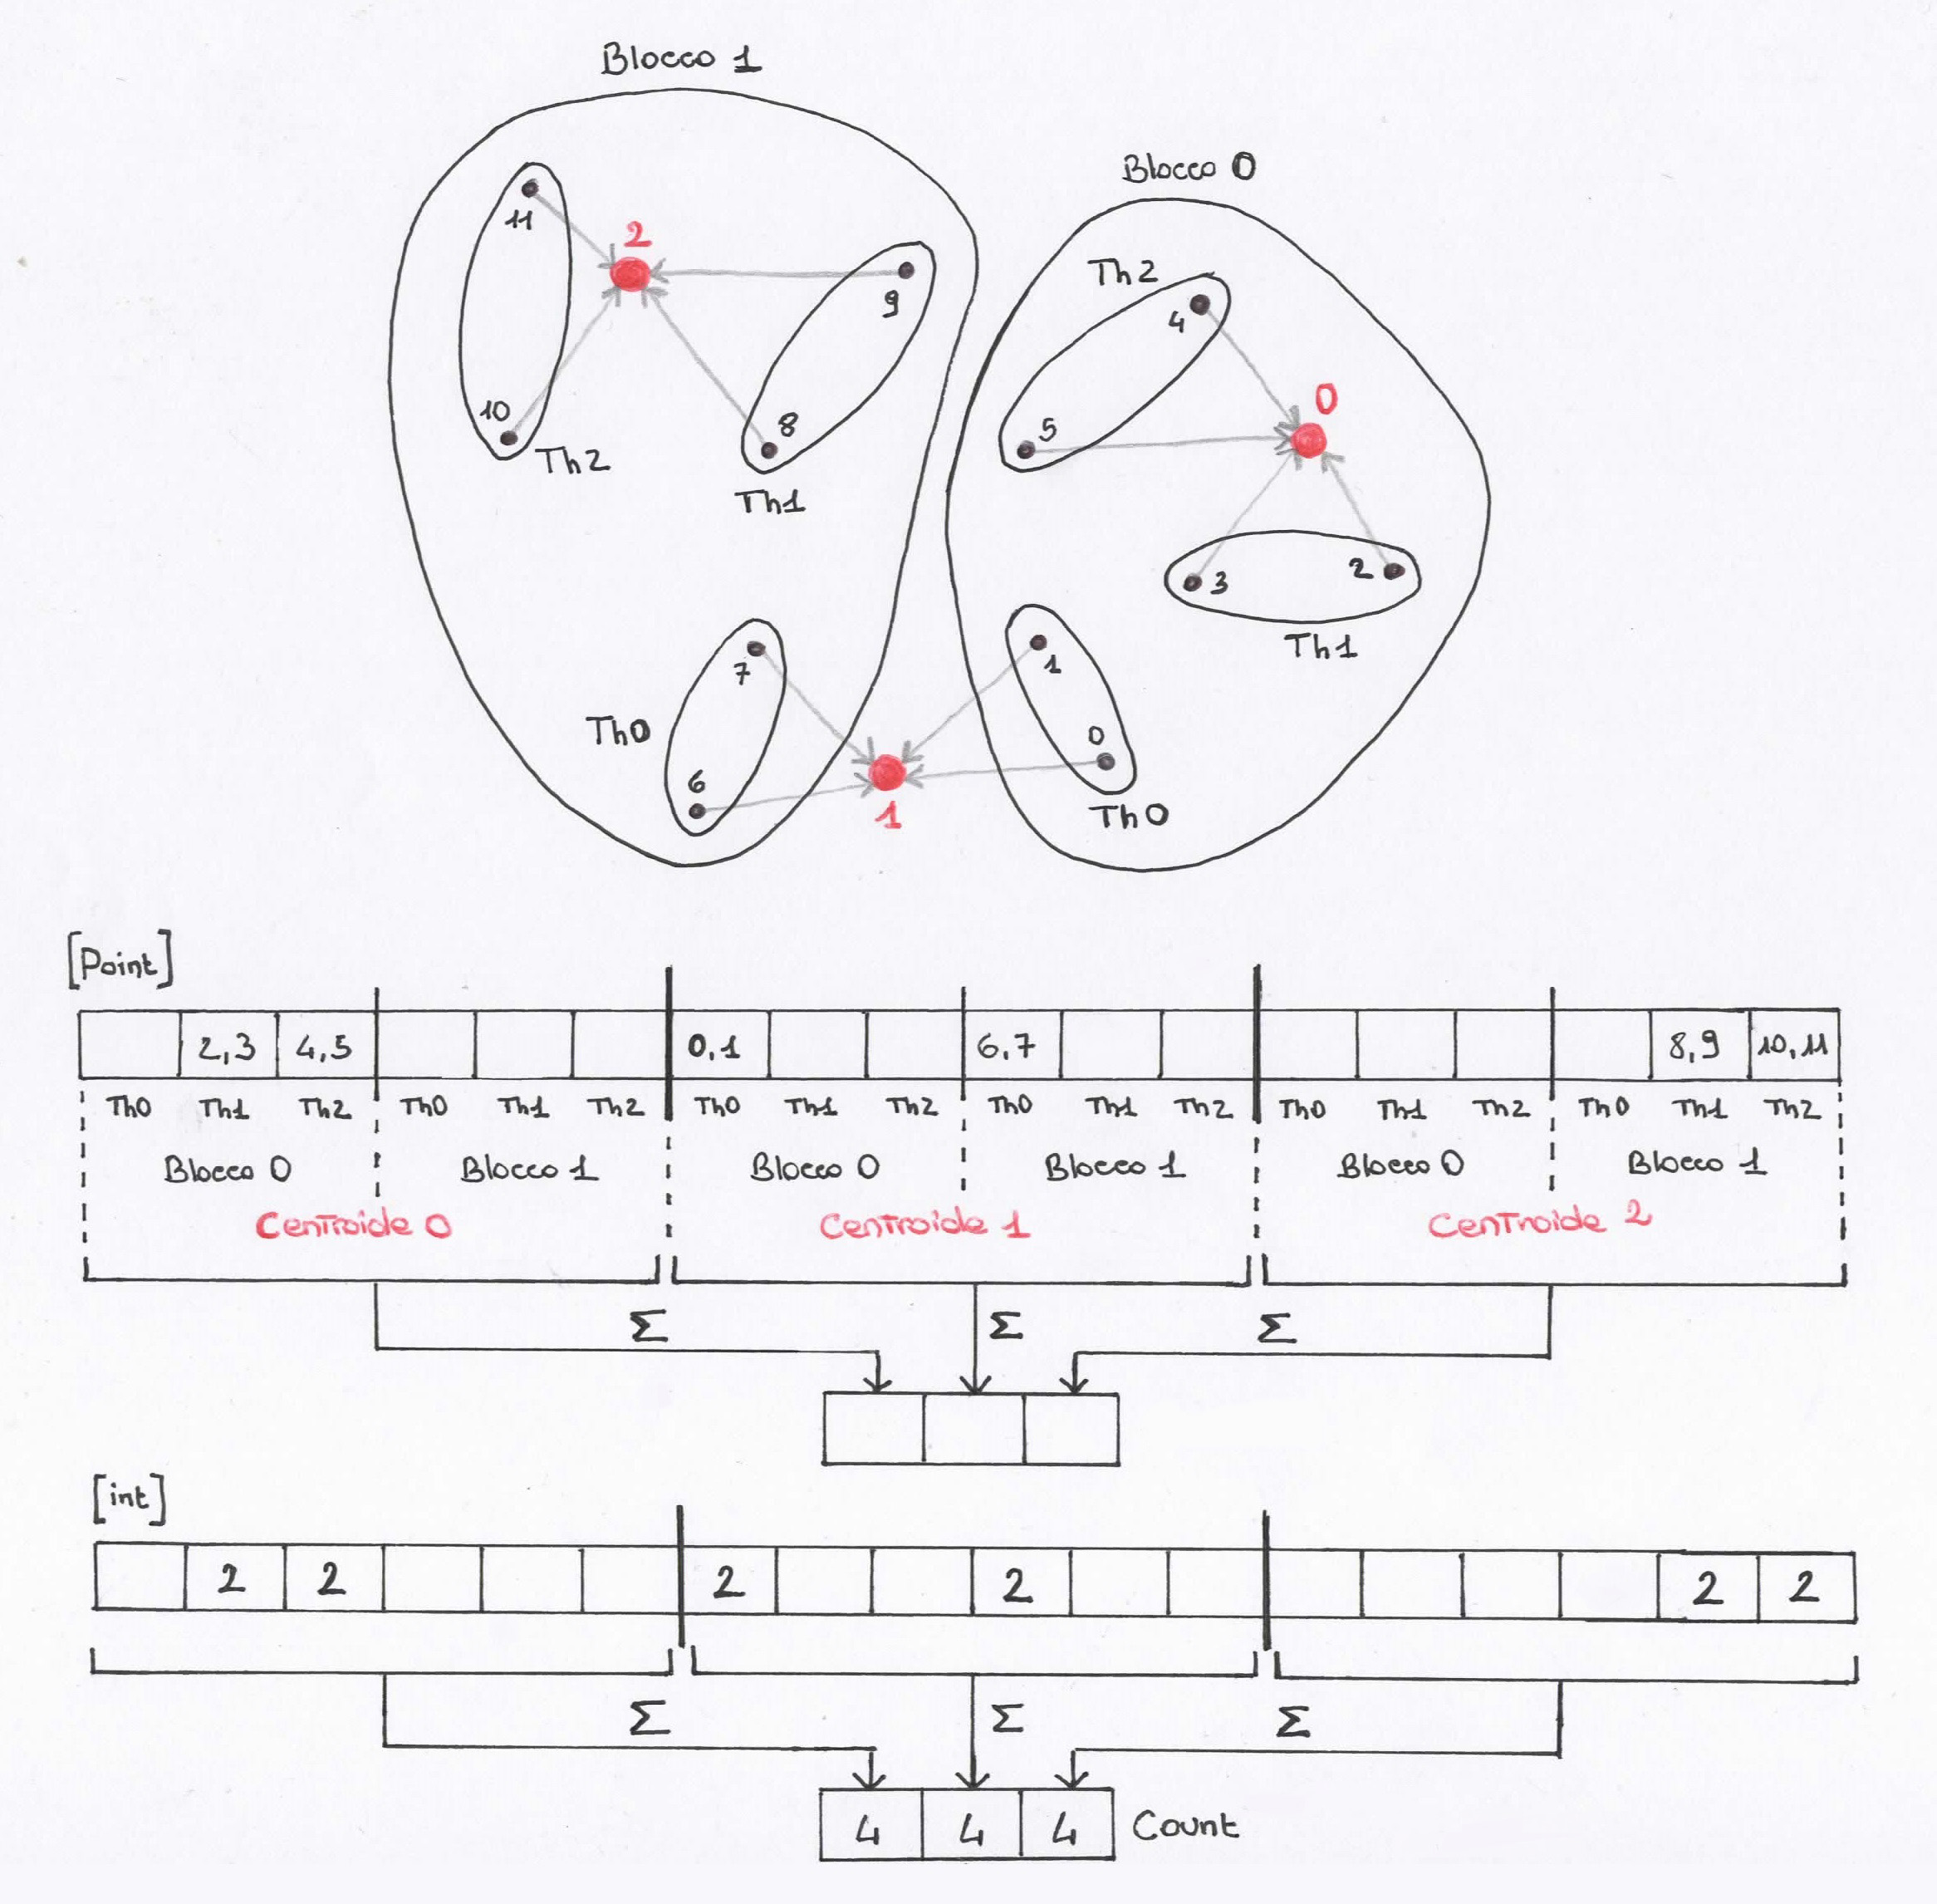 Blocco 1
Blocco 0
11
2
9
Th2
4
0
10
8
5
Th2
Th1
3
2
Th1
7
1
Th0
0
6
1
Th0
[Point]
2,3 4,5 0,1 6,7 8,9 10,11
Th0 Th1 Th2 Th0 Th1 Th2 Th0 Th1 Th2 Th0 Th1 Th2 Th0 Th1 Th2 Th0 Th1 Th2
Blocco 0 Blocco 1 Blocco 0 Blocco 1 Blocco 0 Blocco 1
Centroide 0 Centroide 1 Centroide 2
Σ Σ Σ
[int]
2 2 2 2 2 2
Σ Σ Σ
4 4 4 Count